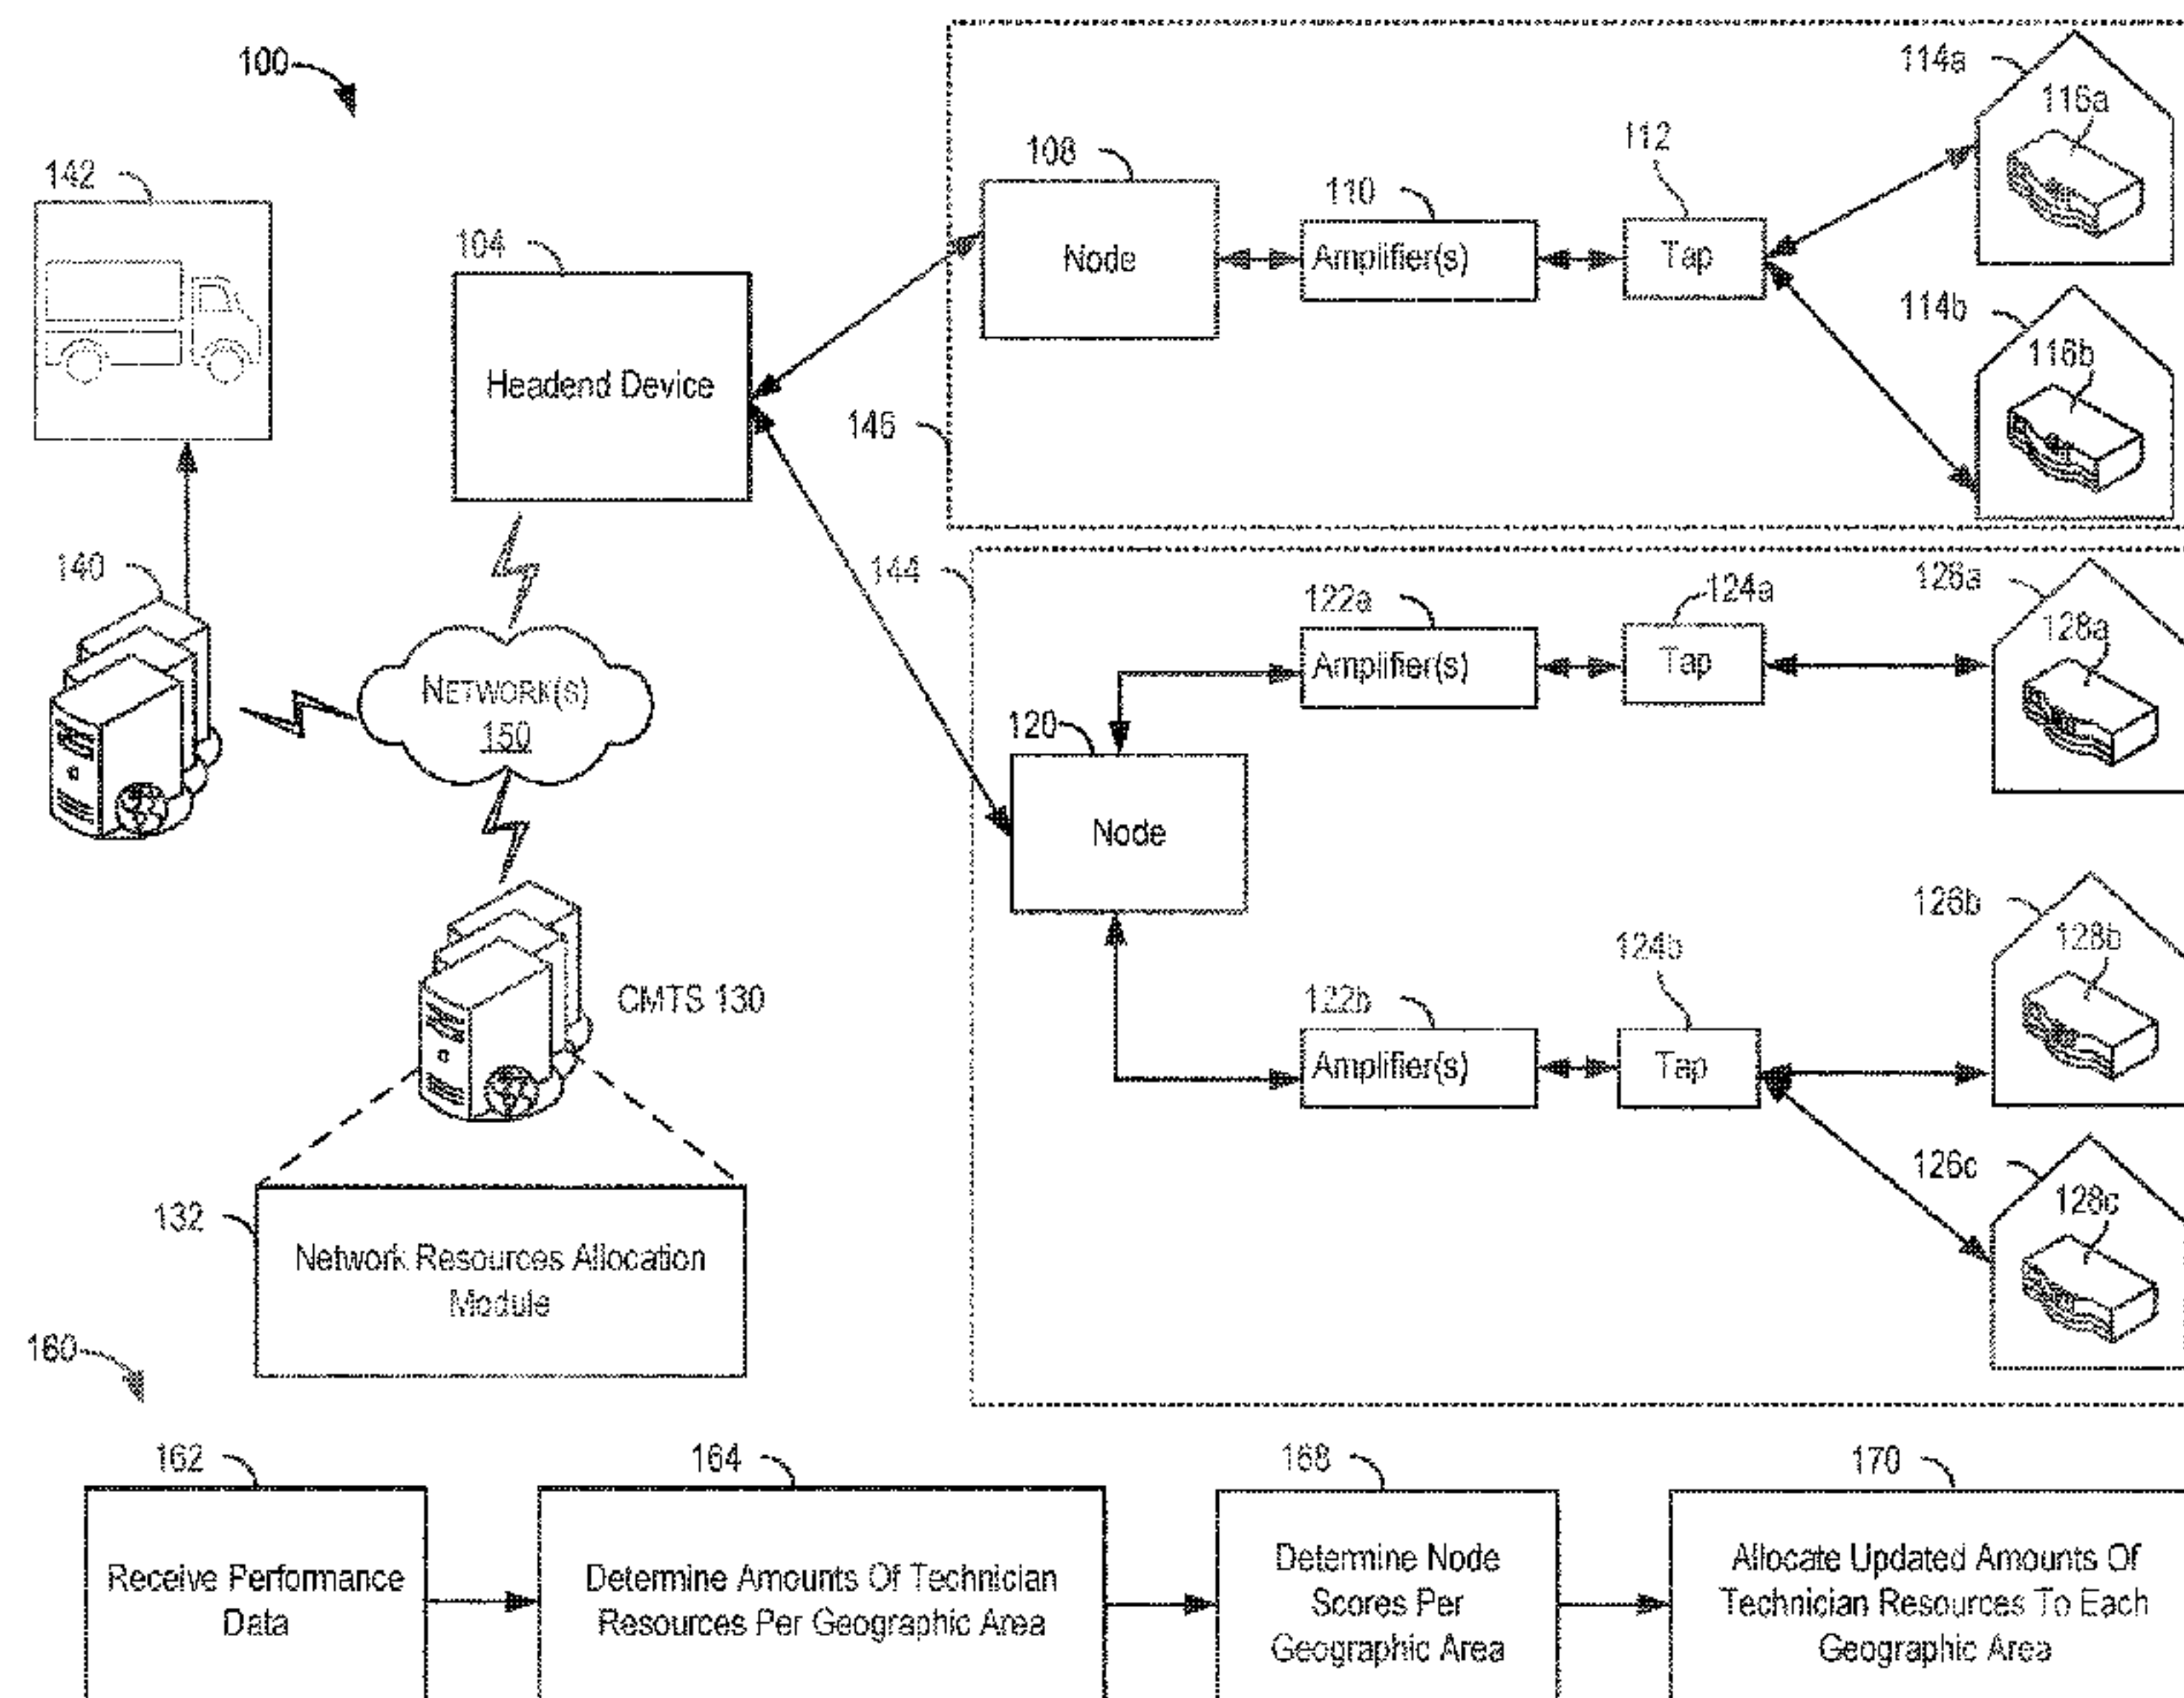 100
114a
116a
108
112
142
110
104
Node
Amplifier(s)
Tap
114b
116b
Headend Device
146
140
144
126a
122a
124a
128a
Amplifier(s)
Tap
NETWORK(S)
150
120
Node
126b
124b
128b
CMTS 130
122b
Amplifier(s)
Tap
126c
128c
132
Network Resources Allocation
Module
160
162
164
168
170
Receive Performance
Data
Determine Amounts Of Technician
Resources Per Geographic Area
Determine Node
Scores Per
Geographic Area
Allocate Updated Amounts Of
Technician Resources To Each
Geographic Area